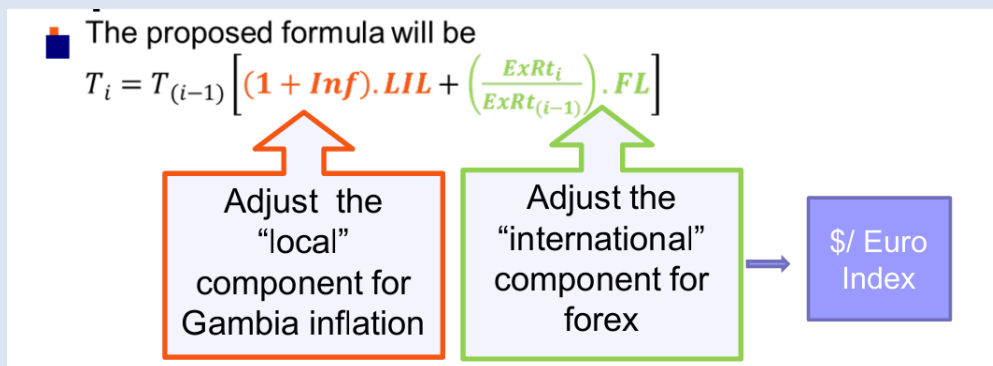 The proposed formula will be
T_i = T_(i−1) [(1 + Inf).LIL + (ExRt_i / ExRt_(i−1)).FL]
Adjust the
“local”
component for
Gambia inflation
Adjust the
“international”
component for
forex
$/ Euro
Index